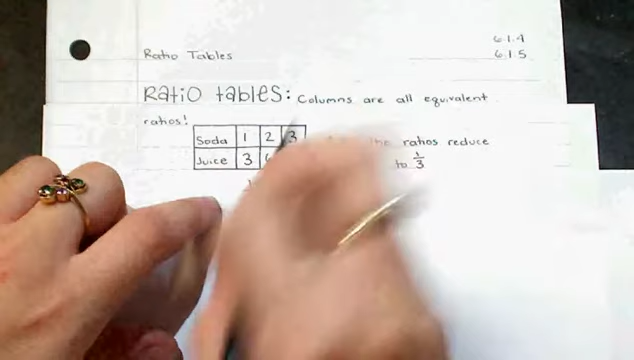 6.1.4
Ratio Tables 6.1.5
Ratio tables: Columns are all equivalent
ratios!
Soda 1 2 3 ratios reduce
Juice 3 to 1/3